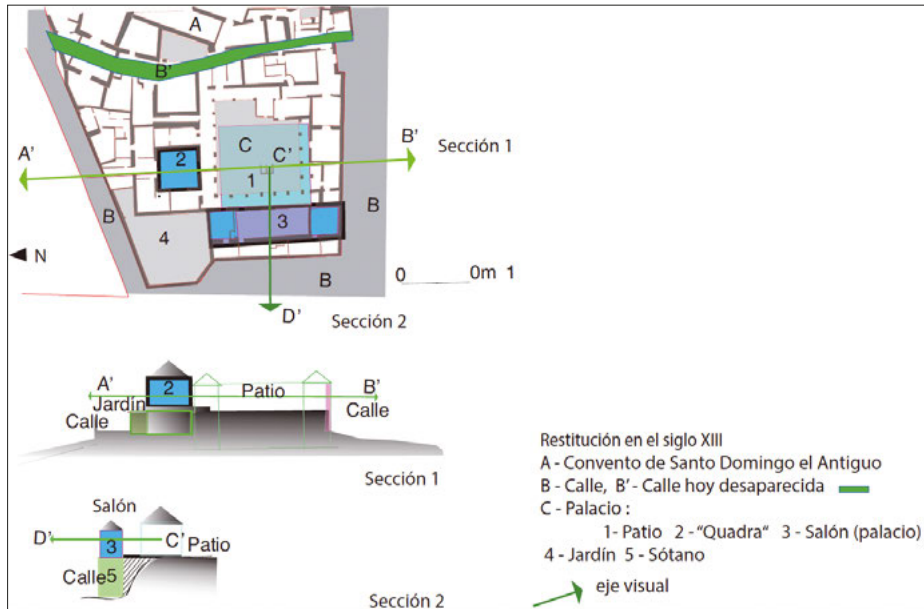 A
B'
A'
2
C
C'
B'
Sección 1
1
B
B
3
4
N
B
0 0m 1
D'
Sección 2
A'
2
Patio
B'
Jardín
Calle
Calle
Sección 1
Salón
D'
3
C'
Patio
Calle 5
Sección 2
Restitución en el siglo XIII
A - Convento de Santo Domingo el Antiguo
B - Calle, B' - Calle hoy desaparecida
C - Palacio :
1- Patio 2 - "Quadra" 3 - Salón (palacio)
4 - Jardín 5 - Sótano
eje visual